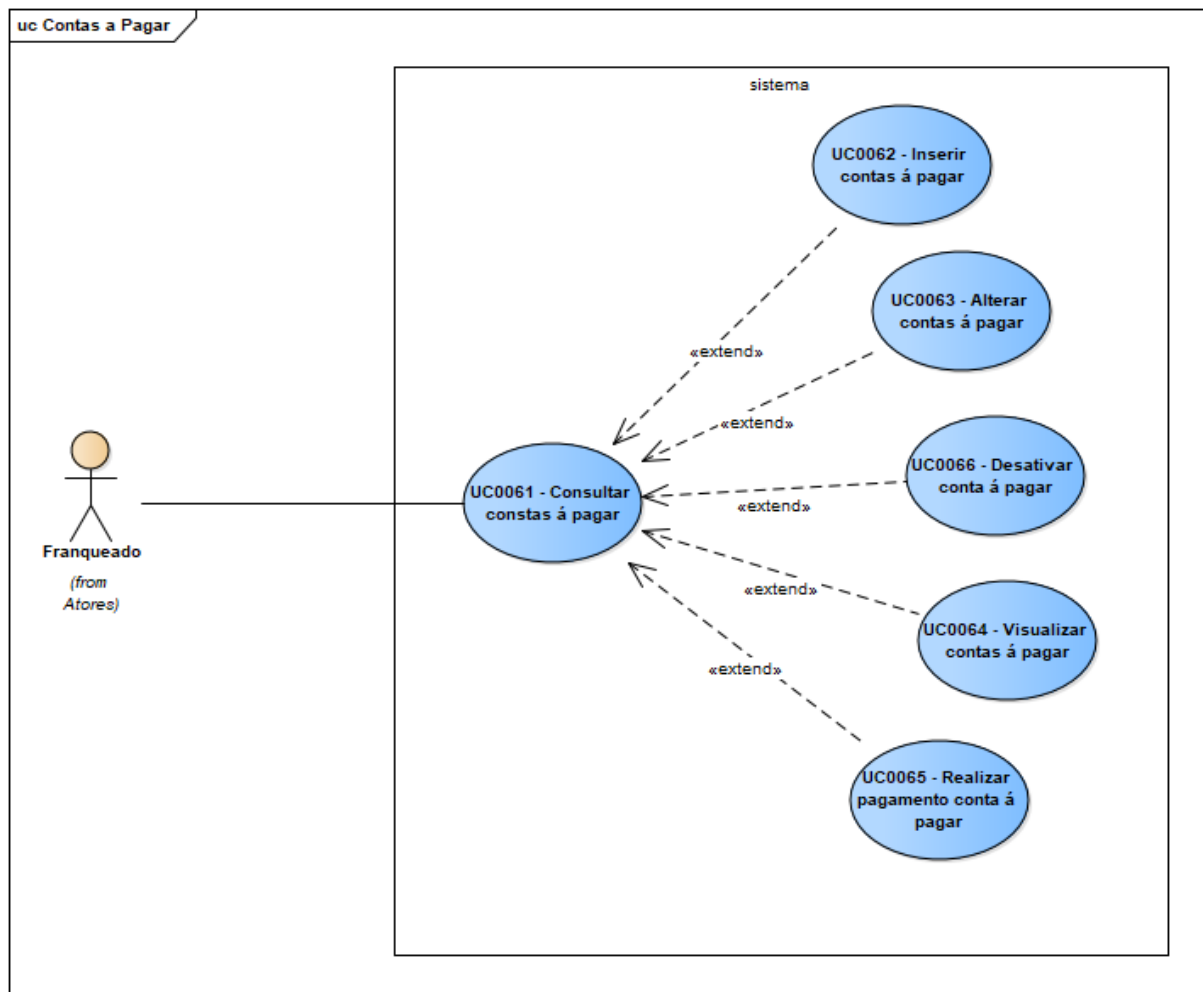 uc Contas a Pagar
sistema
UC0062 - Inserir
contas á pagar
UC0063 - Alterar
contas á pagar
«extend»
«extend»
UC0066 - Desativar
conta á pagar
UC0061 - Consultar
constas á pagar
«extend»
Franqueado
(from
Atores)
«extend»
UC0064 - Visualizar
contas á pagar
«extend»
UC0065 - Realizar
pagamento conta á
pagar